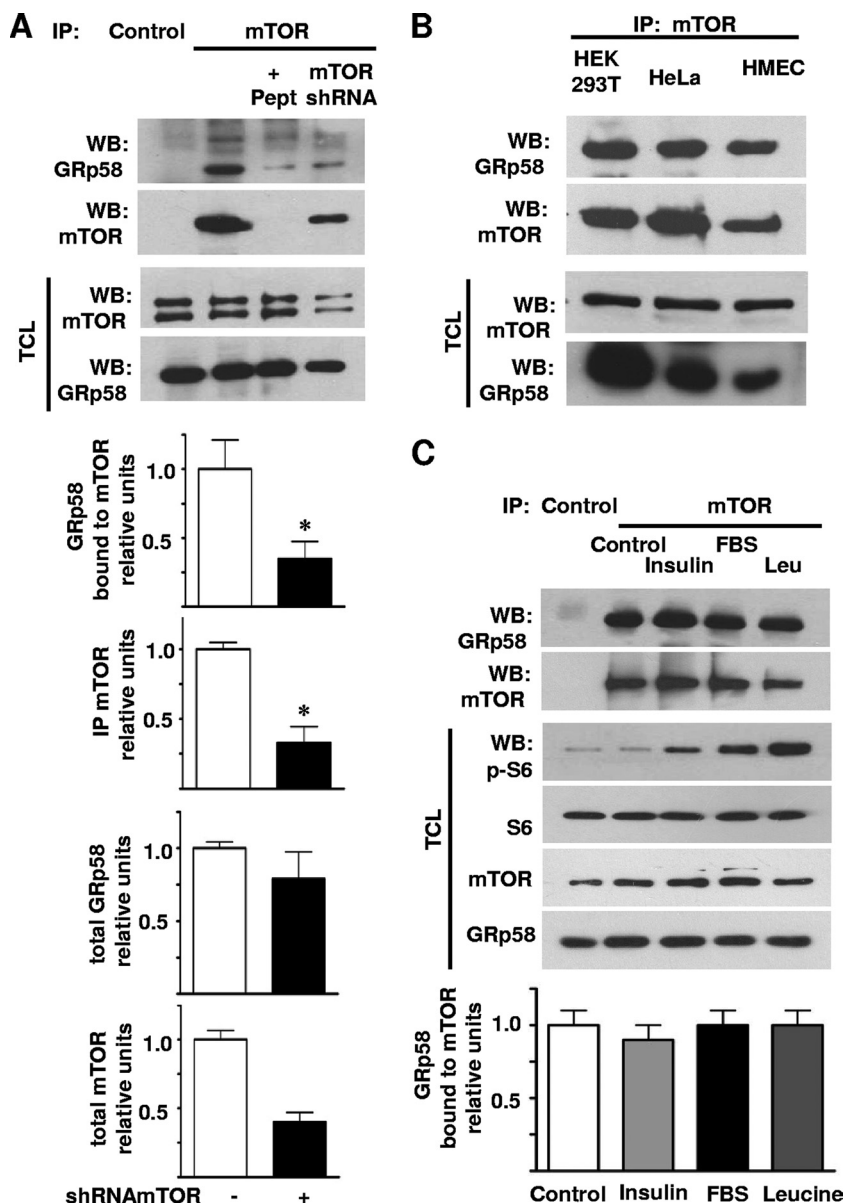 A
IP: Control mTOR
+ Pept
mTOR shRNA
WB: GRp58
WB: mTOR
TCL
WB: mTOR
WB: GRp58
GRp58 bound to mTOR relative units
1.0
0.5
*
IP mTOR relative units
1.0
0.5
*
total GRp58 relative units
1.0
0.5
total mTOR relative units
1.0
0.5
shRNAmTOR - +
B
IP: mTOR
HEK 293T
HeLa
HMEC
WB: GRp58
WB: mTOR
TCL
WB: mTOR
WB: GRp58
C
IP: Control mTOR
Control
Insulin
FBS
Leu
WB: GRp58
WB: mTOR
TCL
WB: p-S6
S6
mTOR
GRp58
GRp58 bound to mTOR relative units
1.0
0.5
Control Insulin FBS Leucine